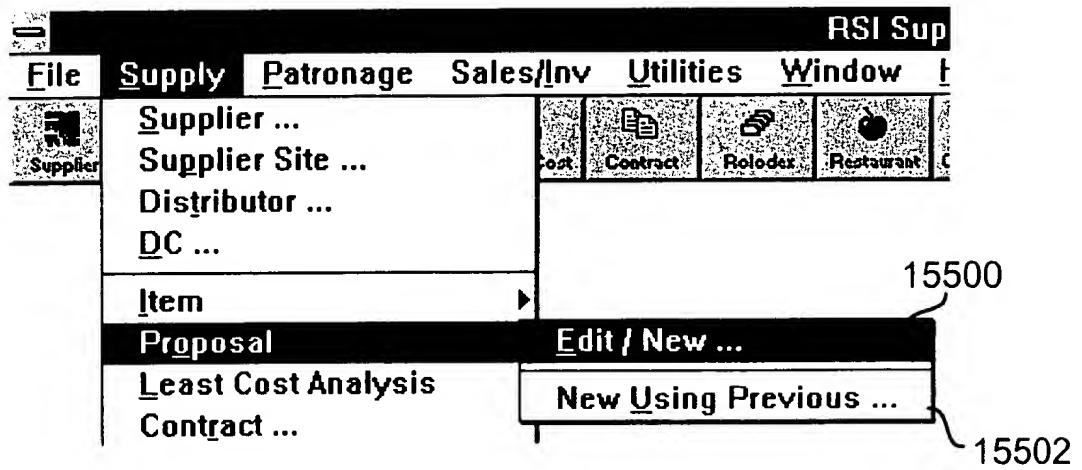 RSI Sup
File Supply Patronage Sales/Inv Utilities Window
Supplier Cost Contract Rolodex Restaurant
Supplier ...
Supplier Site ...
Distributor ...
DC ...
Item
Proposal
Least Cost Analysis
Contract ...
15500
Edit / New ...
New Using Previous ...
15502